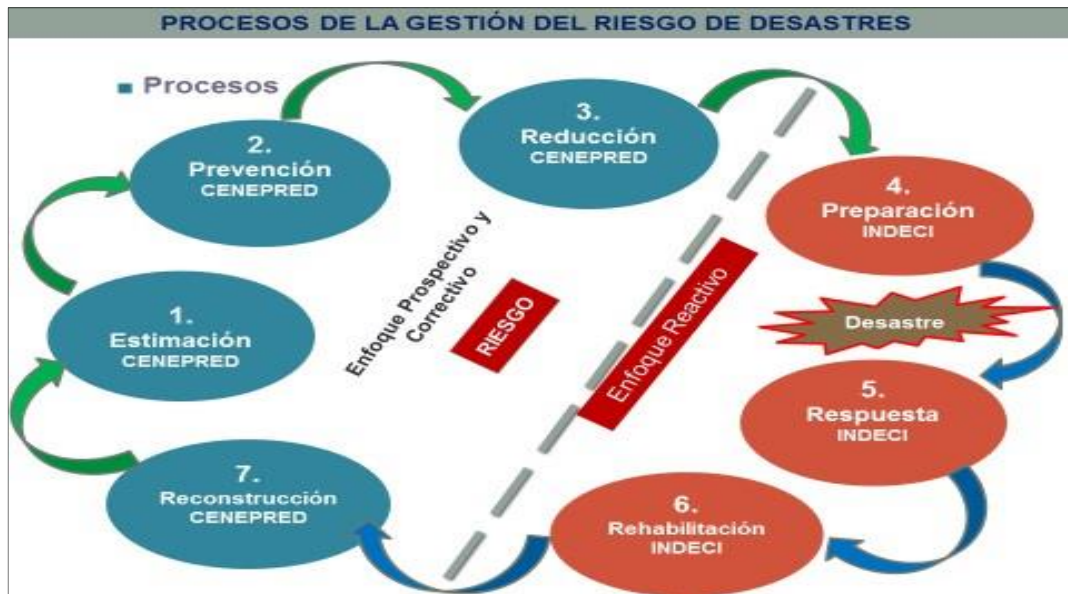 PROCESOS DE LA GESTIÓN DEL RIESGO DE DESASTRES
Procesos
1.
Estimación
CENEPRED
2.
Prevención
CENEPRED
3.
Reducción
CENEPRED
4.
Preparación
INDECI
Desastre
5.
Respuesta
INDECI
6.
Rehabilitación
INDECI
7.
Reconstrucción
CENEPRED
Enfoque Prospectivo y
Correctivo
RIESGO
Enfoque Reactivo